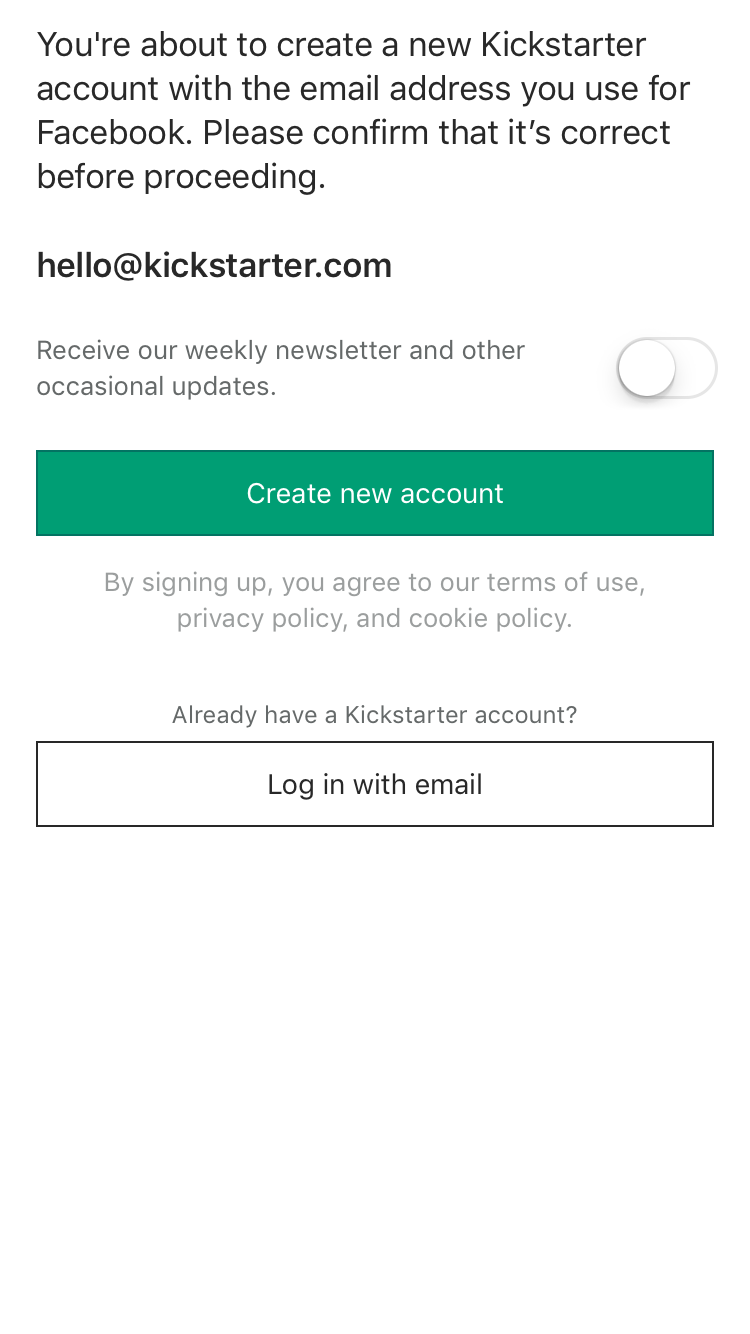 You're about to create a new Kickstarter
account with the email address you use for
Facebook. Please confirm that it’s correct
before proceeding.
hello@kickstarter.com
Receive our weekly newsletter and other
occasional updates.
Create new account
By signing up, you agree to our terms of use,
privacy policy, and cookie policy.
Already have a Kickstarter account?
Log in with email